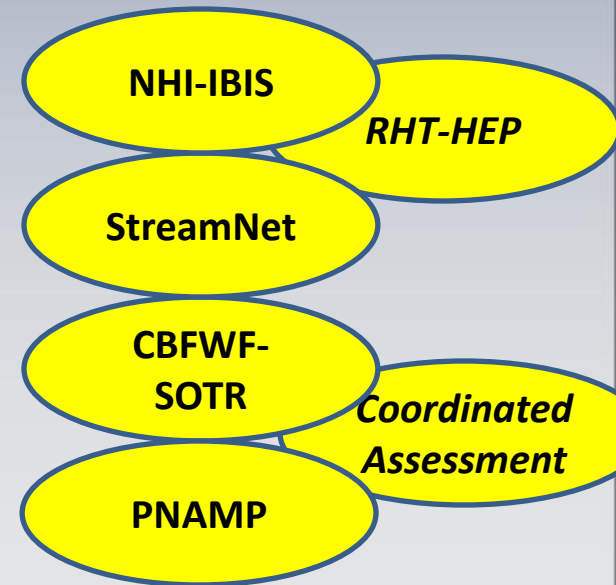 NHI-IBIS
RHT-HEP
StreamNet
CBFWF-
SOTR
Coordinated
Assessment
PNAMP